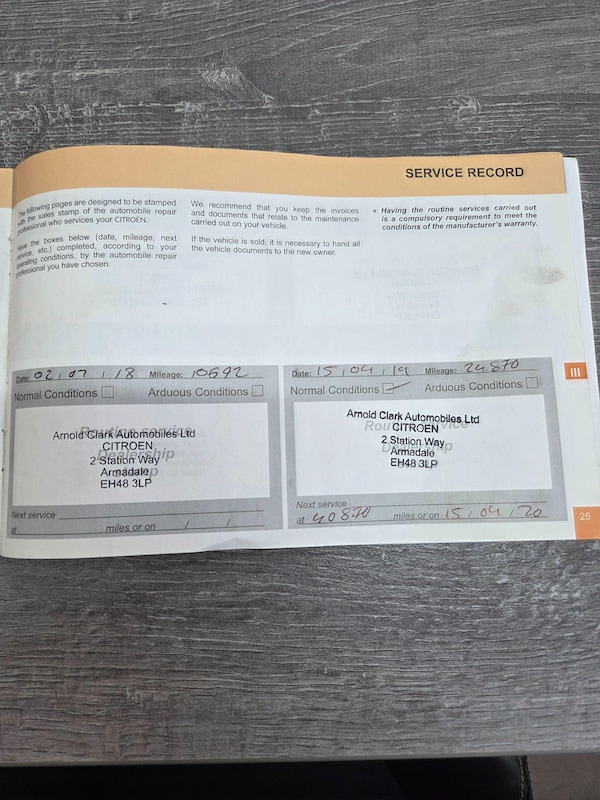 SERVICE RECORD
The following pages are designed to be stamped
with the sales stamp of the automobile repair
professional who services your CITROËN.
Have the boxes below (date, mileage, next
service, etc.) completed, according to your
operating conditions, by the automobile repair
professional you have chosen.
We recommend that you keep the invoices
and documents that relate to the maintenance
carried out on your vehicle.
If the vehicle is sold, it is necessary to hand all
the vehicle documents to the new owner.
• Having the routine services carried out
is a compulsory requirement to meet the
conditions of the manufacturer's warranty.
III
Date: 02 / 07 / 18 Mileage: 10692
Normal Conditions Arduous Conditions
Routine service
Dealership
Arnold Clark Automobiles Ltd
CITROEN
2 Station Way
Armadale
EH48 3LP
Next service
at miles or on / /
Date: 15 / 04 / 19 Mileage: 24870
Normal Conditions Arduous Conditions
Routine service
Dealership
Arnold Clark Automobiles Ltd
CITROEN
2 Station Way
Armadale
EH48 3LP
Next service
at 40870 miles or on 15 / 04 / 20
25